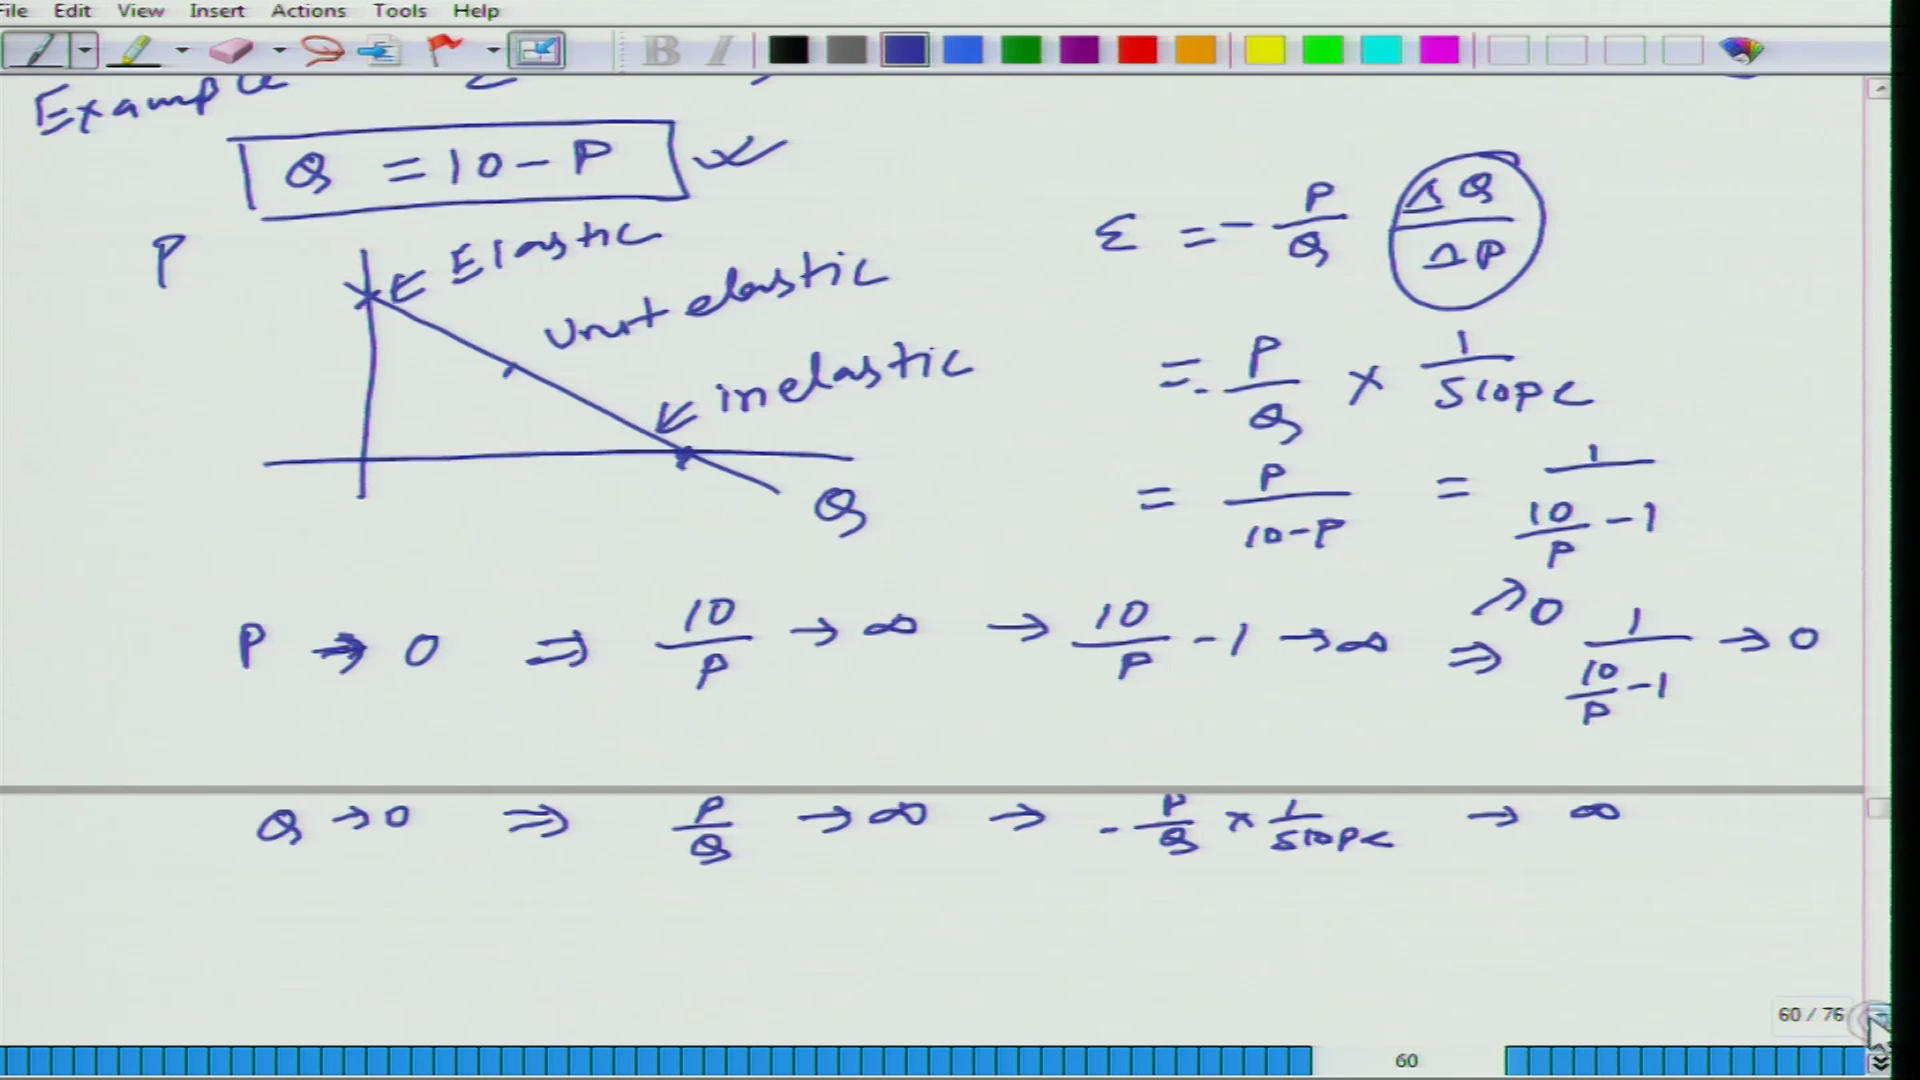 File Edit View Insert Actions Tools Help
B I
Example
Q = 10 - P
P
Elastic
Unit elastic
inelastic
Q
ε = - P/Q ΔQ/ΔP
= - P/Q × 1/slope
= P/10-P = 1/(10/P - 1)
→ 0
P → 0 ⇒ 10/P → ∞ → 10/P - 1 → ∞ ⇒ 1/(10/P - 1) → 0
Q → 0 ⇒ P/Q → ∞ → - P/Q × 1/slope → ∞
60 / 76
60